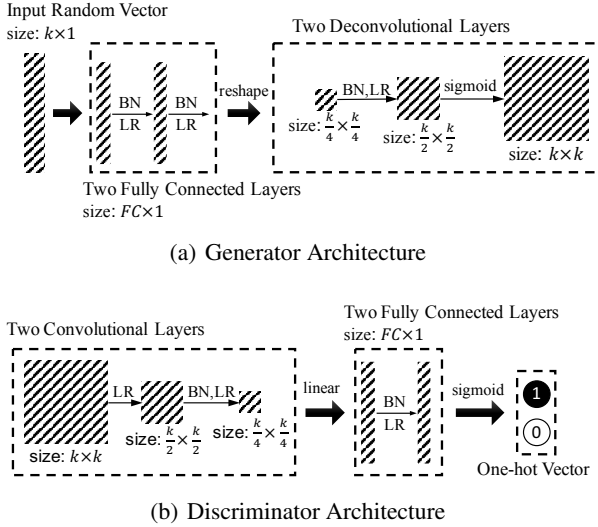 Input Random Vector
size: k×1
Two Deconvolutional Layers
BN BN
LR LR
reshape
BN,LR
sigmoid
size: k/4 × k/4
size: k/2 × k/2
size: k×k
Two Fully Connected Layers
size: FC×1
(a) Generator Architecture
Two Convolutional Layers
Two Fully Connected Layers
size: FC×1
LR
BN,LR
linear
BN
LR
sigmoid
1
0
size: k×k
size: k/2 × k/2
size: k/4 × k/4
One-hot Vector
(b) Discriminator Architecture